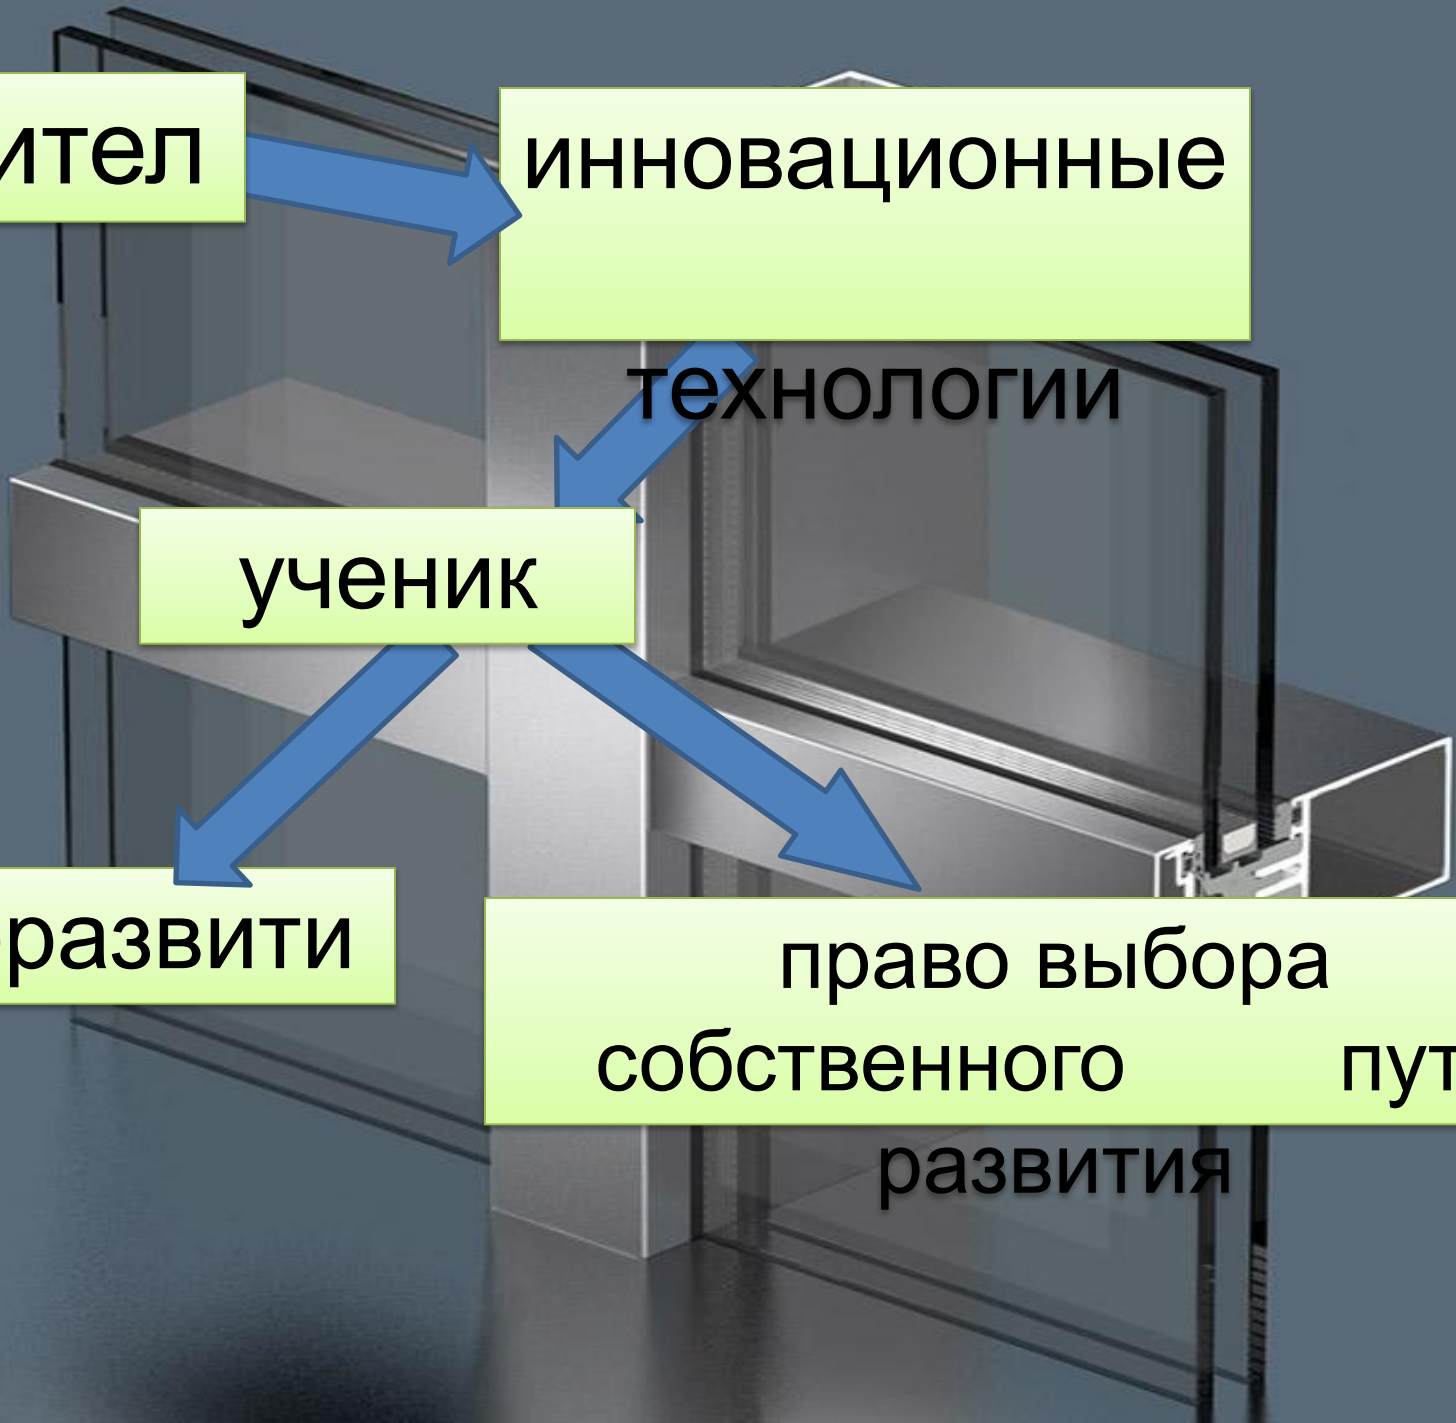 ител
инновационные
технологии
ученик
развити
право выбора
собственного пут
развития